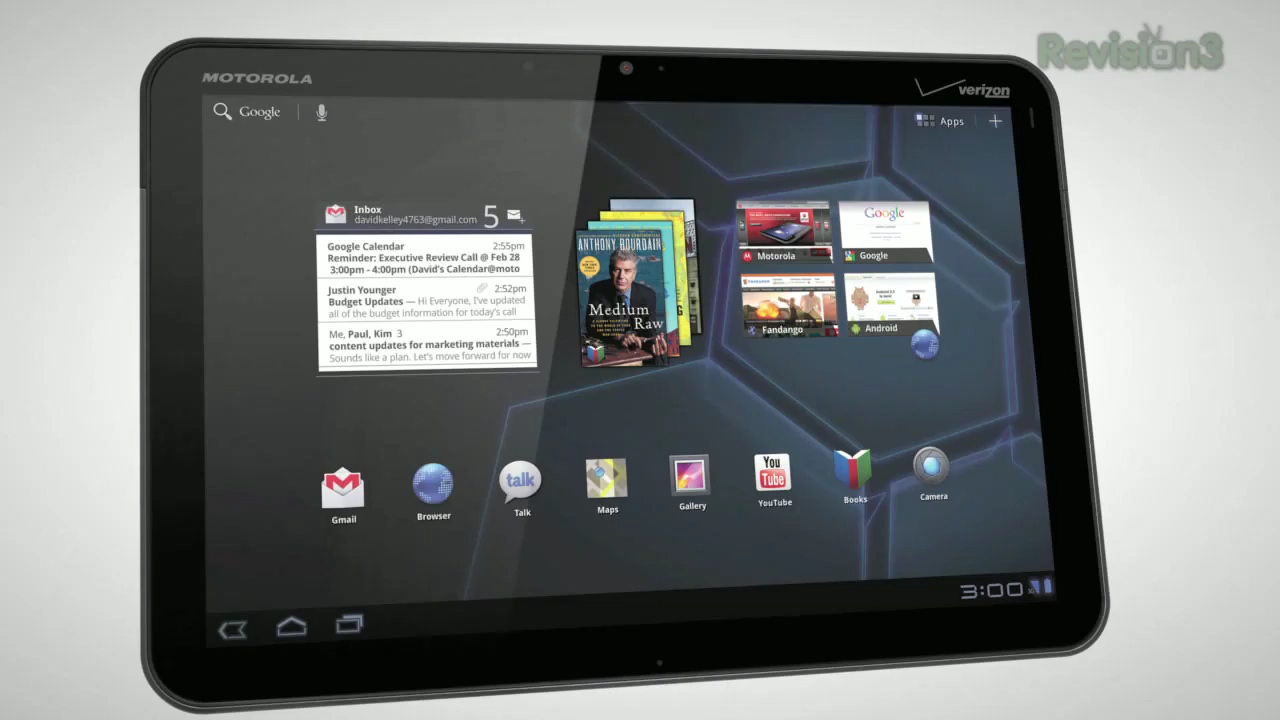 Revision3
MOTOROLA
verizon
Google
Apps
Inbox
davidkelley4763@gmail.com
5
Google Calendar 2:55pm
Reminder: Executive Review Call @ Feb 28
3:00pm - 4:00pm (David's Calendar@moto
Justin Younger 2:52pm
Budget Updates — Hi Everyone, I've updated
all of the budget information for today's call
Me, Paul, Kim 3 2:50pm
content updates for marketing materials —
Sounds like a plan. Let's move forward for now
ANTHONY BOURDAIN
Medium
Raw
Motorola
Google
Google
Fandango
Android
Gmail
Browser
talk
Talk
Maps
Gallery
You
Tube
YouTube
Books
Camera
3:00